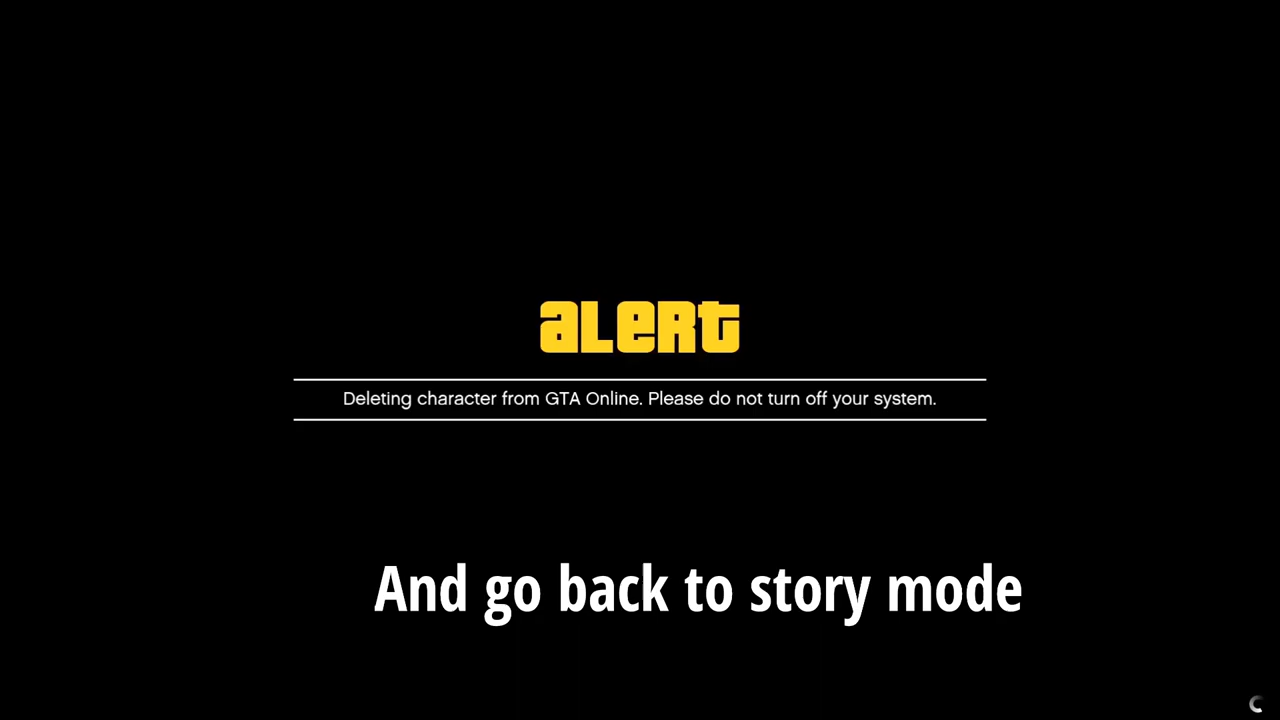 aLeRt
Deleting character from GTA Online. Please do not turn off your system.
And go back to story mode